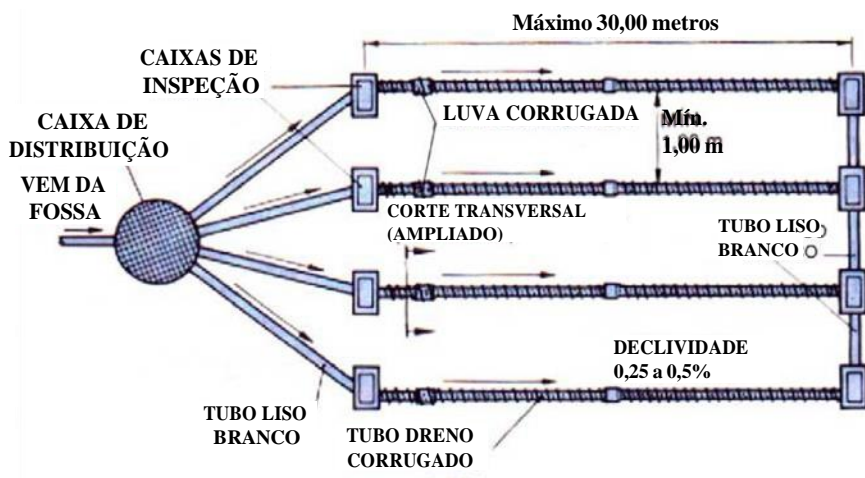 Máximo 30,00 metros
CAIXAS DE
INSPEÇÃO
CAIXA DE
DISTRIBUIÇÃO
VEM DA
FOSSA
LUVA CORRUGADA
Mín.
1,00 m
CORTE TRANSVERSAL
(AMPLIADO)
TUBO LISO
BRANCO
DECLIVIDADE
0,25 a 0,5%
TUBO LISO
BRANCO
TUBO DRENO
CORRUGADO